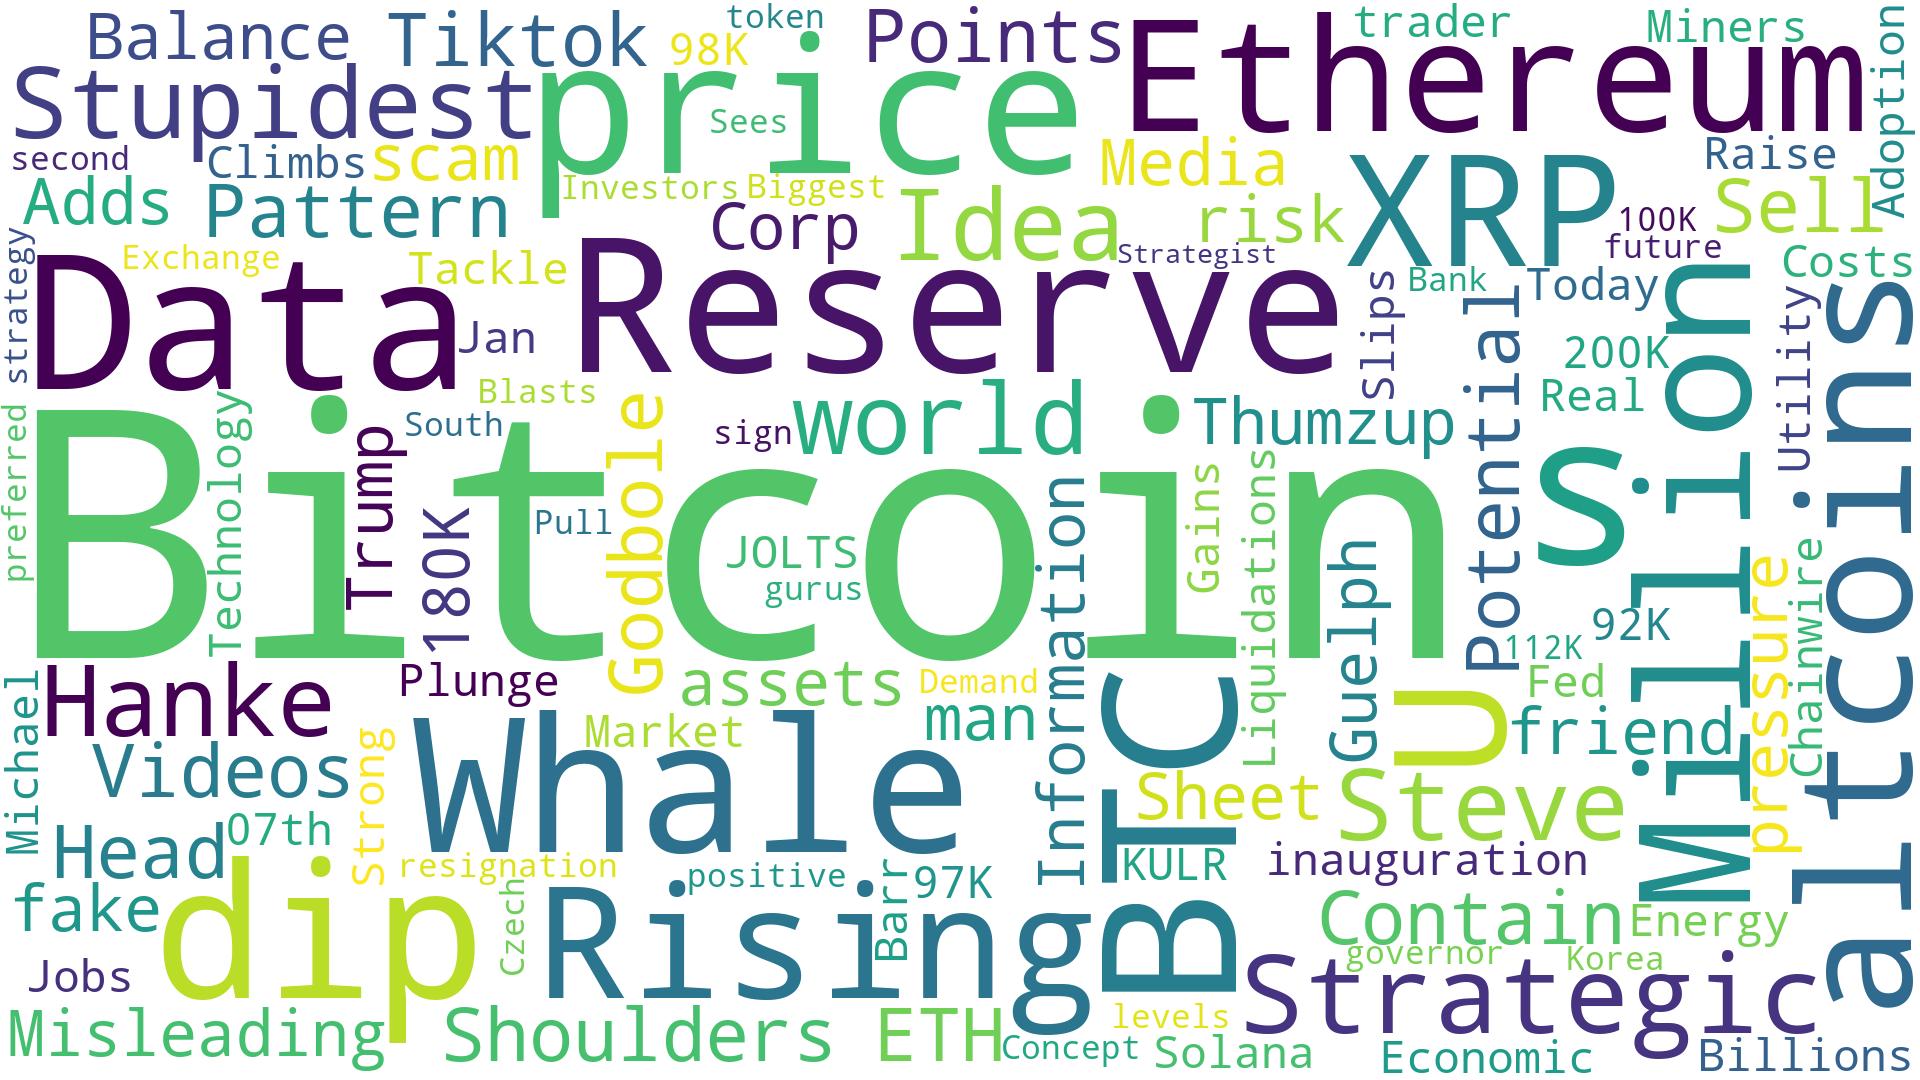 Balance
Tiktok
token
98K
Points
Ethereum
trader
Miners
Adoption
Stupidest
price
Sees
Media
Raise
second
Climbs
scam
Investors
Biggest
Idea
risk
XRP
100K
Sell
Adds
Pattern
Corp
Strategist
future
strategy
Exchange
Tackle
Data
Reserve
slips
Bank
Today
Costs
Jan
Potential
200K
Million
Utility
altcoins
Blasts
world
Thumzup
Real
preferred
Technology
South
Trump
sign
Bitcoin
s
180K
Pull
Godbole
JOLTS
gurus
Information
Gains
Liquidations
Guelph
112K
92K
pressure
Chainwire
Michael
Hanke
Plunge
assets
Demand
BTC
U
Fed
friend
Videos
Strong
Market
man
Whale
Sheet
Steve
Head
07th
resignation
positive
Barr
97K
KULR
inauguration
fake
dip
Czech
Rising
Contain
Energy
governor
Korea
Jobs
Strategic
Misleading
Shoulders
ETH
levels
Concept
Solana
Economic
Billions